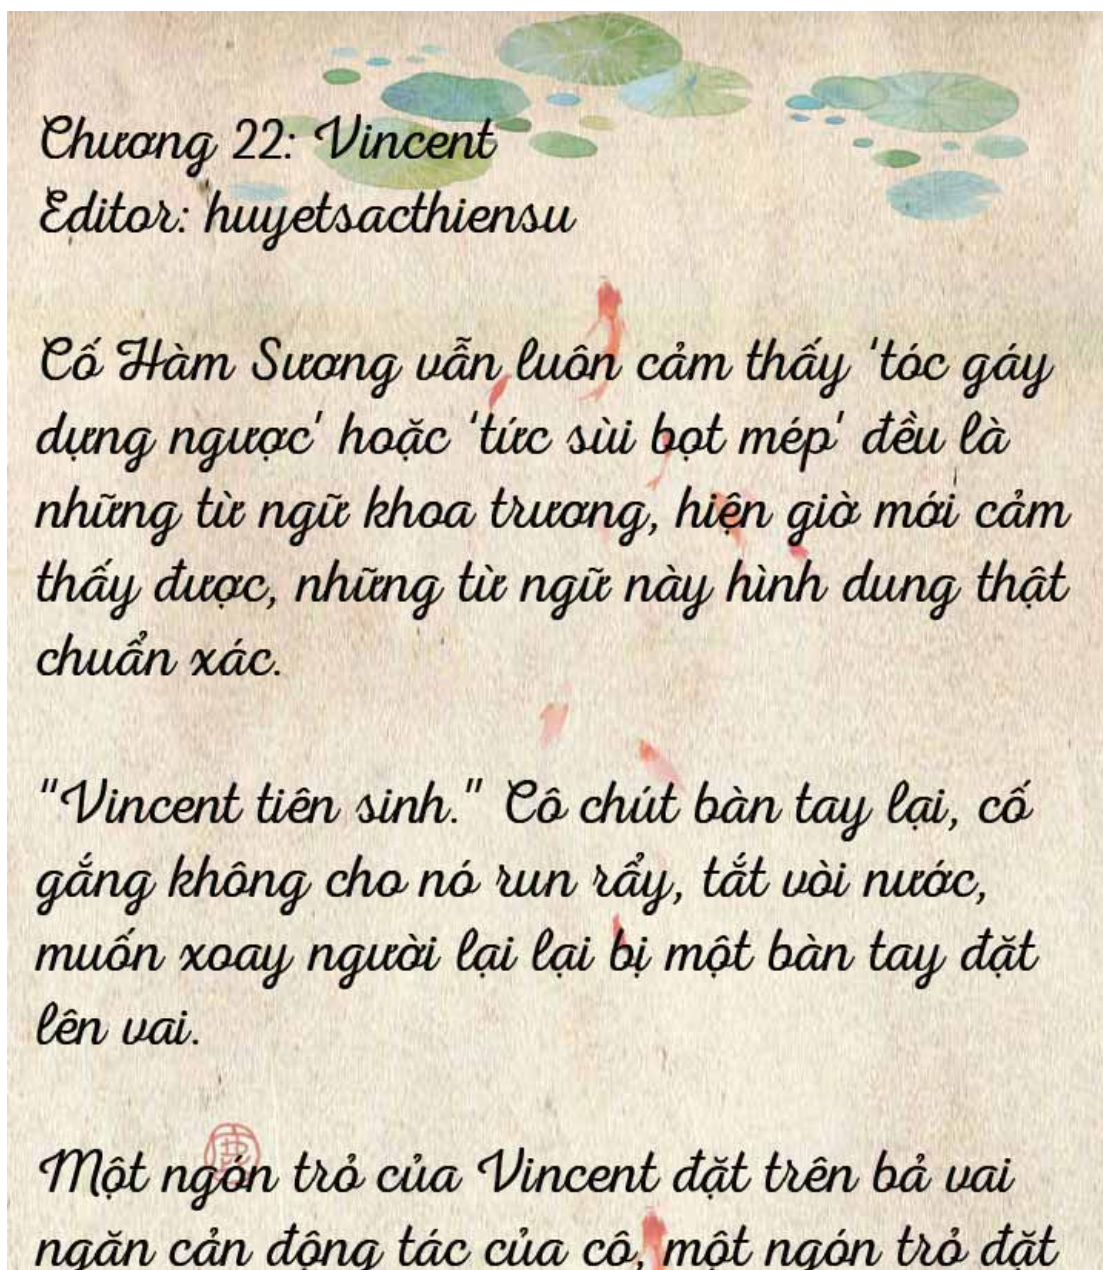 Chương 22: Vincent
Editor: huyetsacthiensu
Cố Hàm Sương vẫn luôn cảm thấy 'tóc gáy
dựng ngược' hoặc 'tức sùi bọt mép' đều là
những từ ngữ khoa trương, hiện giờ mới cảm
thấy được, những từ ngữ này hình dung thật
chuẩn xác.
"Vincent tiên sinh." Cô chút bàn tay lại, cố
gắng không cho nó run rẩy, tắt vòi nước,
muốn xoay người lại lại bị một bàn tay đặt
lên vai.
Một ngón trỏ của Vincent đặt trên bả vai
ngăn cản động tác của cô, một ngón trỏ đặt